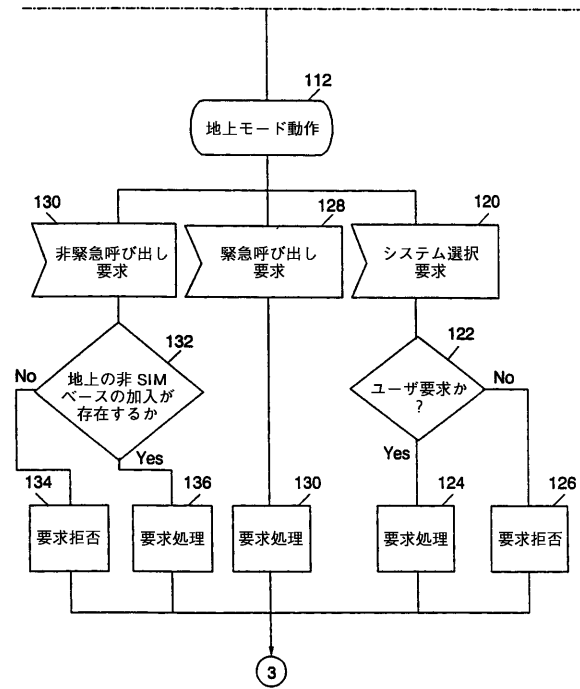 112
地上モード動作
130
非緊急呼び出し
要求
128
緊急呼び出し
要求
120
システム選択
要求
132
地上の非 SIM
ベースの加入が
存在するか
No
Yes
122
ユーザ要求か
?
No
Yes
134
要求拒否
136
要求処理
130
要求処理
124
要求処理
126
要求拒否
3